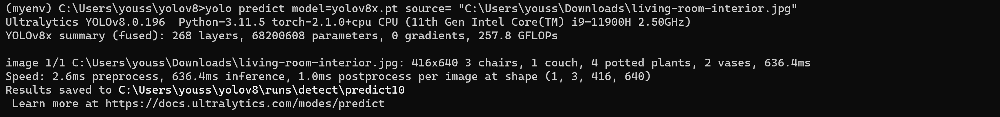 (myenv) C:\Users\youss\yolov8>yolo predict model=yolov8x.pt source= "C:\Users\youss\Downloads\living-room-interior.jpg"
Ultralytics YOLOv8.0.196  Python-3.11.5 torch-2.1.0+cpu CPU (11th Gen Intel Core(TM) i9-11900H 2.50GHz)
YOLOv8x summary (fused): 268 layers, 68200608 parameters, 0 gradients, 257.8 GFLOPs
image 1/1 C:\Users\youss\Downloads\living-room-interior.jpg: 416x640 3 chairs, 1 couch, 4 potted plants, 2 vases, 636.4ms
Speed: 2.6ms preprocess, 636.4ms inference, 1.0ms postprocess per image at shape (1, 3, 416, 640)
Results saved to C:\Users\youss\yolov8\runs\detect\predict10
 Learn more at https://docs.ultralytics.com/modes/predict